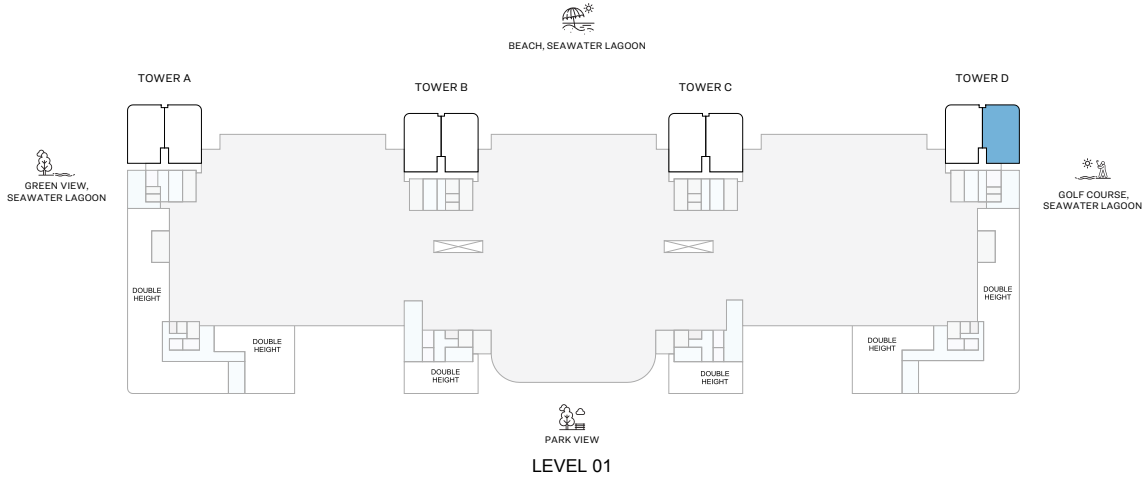 BEACH, SEAWATER LAGOON
TOWER A
TOWER B
TOWER C
TOWER D
GREEN VIEW,
SEAWATER LAGOON
GOLF COURSE,
SEAWATER LAGOON
DOUBLE
HEIGHT
DOUBLE
HEIGHT
DOUBLE
HEIGHT
DOUBLE
HEIGHT
DOUBLE
HEIGHT
DOUBLE
HEIGHT
PARK VIEW
LEVEL 01